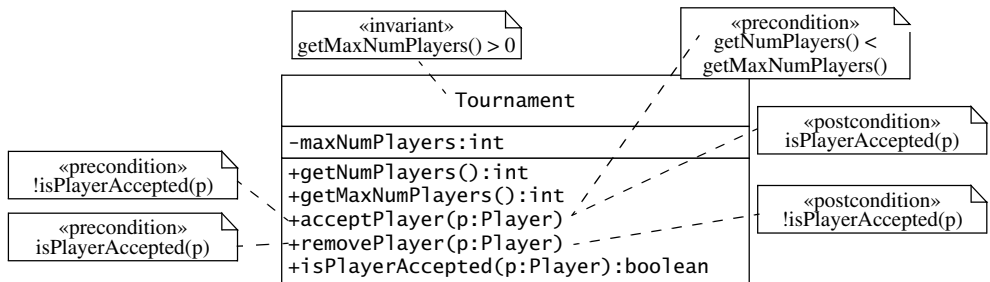 «invariant»
getMaxNumPlayers() > 0
«precondition»
getNumPlayers() <
getMaxNumPlayers()
Tournament
-maxNumPlayers:int
+getNumPlayers():int
+getMaxNumPlayers():int
+acceptPlayer(p:Player)
+removePlayer(p:Player)
+isPlayerAccepted(p:Player):boolean
«precondition»
!isPlayerAccepted(p)
«precondition»
isPlayerAccepted(p)
«postcondition»
isPlayerAccepted(p)
«postcondition»
!isPlayerAccepted(p)